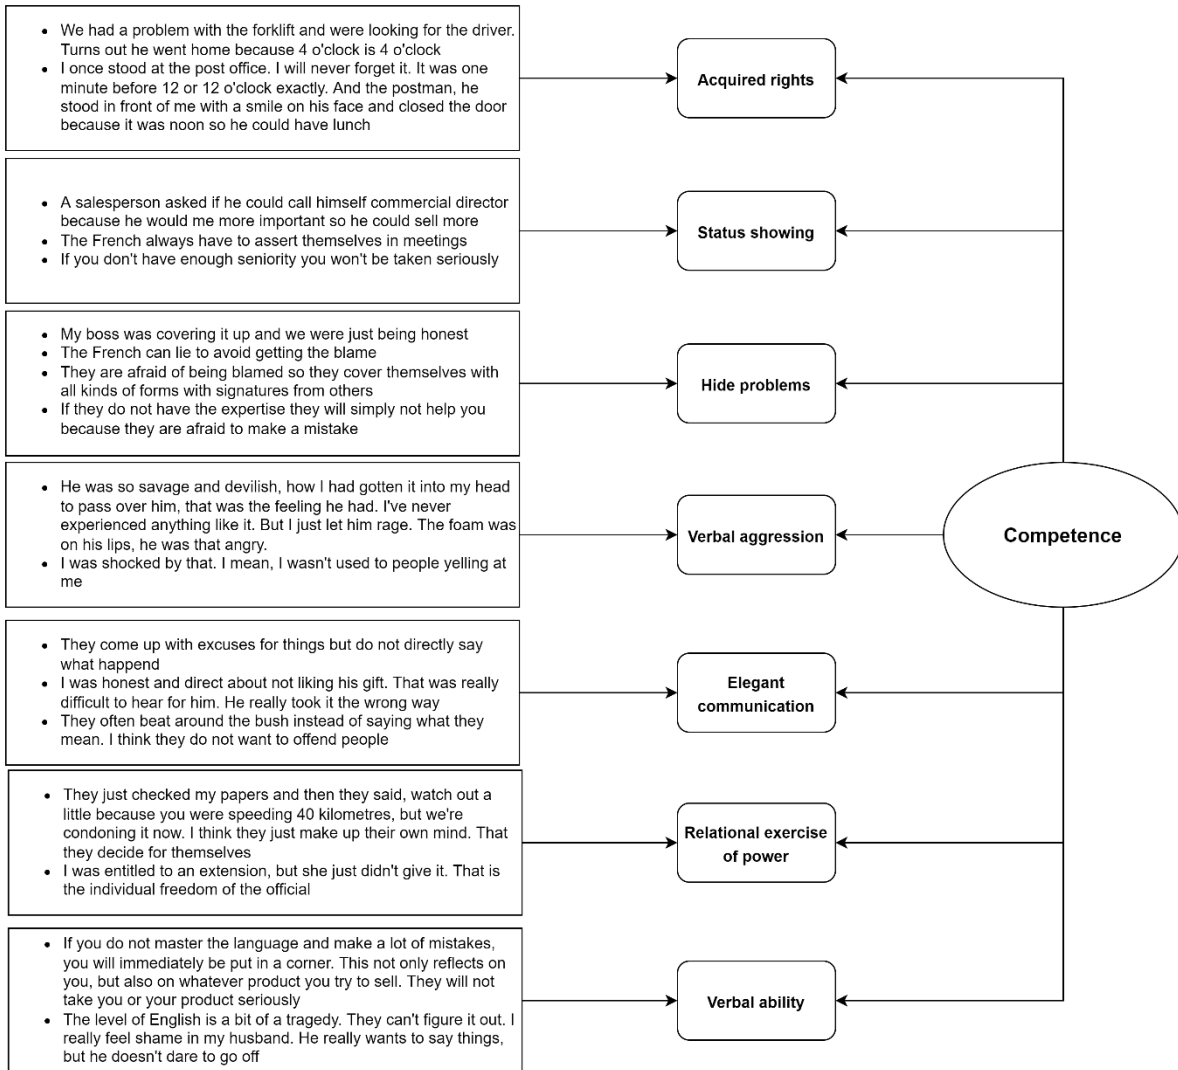 • We had a problem with the forklift and were looking for the driver.
Turns out he went home because 4 o'clock is 4 o'clock
• I once stood at the post office. I will never forget it. It was one
minute before 12 or 12 o'clock exactly. And the postman, he
stood in front of me with a smile on his face and closed the door
because it was noon so he could have lunch
Acquired rights
• A salesperson asked if he could call himself commercial director
because he would me more important so he could sell more
• The French always have to assert themselves in meetings
• If you don't have enough seniority you won't be taken seriously
Status showing
• My boss was covering it up and we were just being honest
• The French can lie to avoid getting the blame
• They are afraid of being blamed so they cover themselves with
all kinds of forms with signatures from others
• If they do not have the expertise they will simply not help you
because they are afraid to make a mistake
Hide problems
• He was so savage and devilish, how I had gotten it into my head
to pass over him, that was the feeling he had. I've never
experienced anything like it. But I just let him rage. The foam was
on his lips, he was that angry.
• I was shocked by that. I mean, I wasn't used to people yelling at
me
Verbal aggression
Competence
• They come up with excuses for things but do not directly say
what happend
• I was honest and direct about not liking his gift. That was really
difficult to hear for him. He really took it the wrong way
• They often beat around the bush instead of saying what they
mean. I think they do not want to offend people
Elegant
communication
• They just checked my papers and then they said, watch out a
little because you were speeding 40 kilometres, but we're
condoning it now. I think they just make up their own mind. That
they decide for themselves
• I was entitled to an extension, but she just didn't give it. That is
the individual freedom of the official
Relational exercise
of power
• If you do not master the language and make a lot of mistakes,
you will immediately be put in a corner. This not only reflects on
you, but also on whatever product you try to sell. They will not
take you or your product seriously
• The level of English is a bit of a tragedy. They can't figure it out. I
really feel shame in my husband. He really wants to say things,
but he doesn't dare to go off
Verbal ability